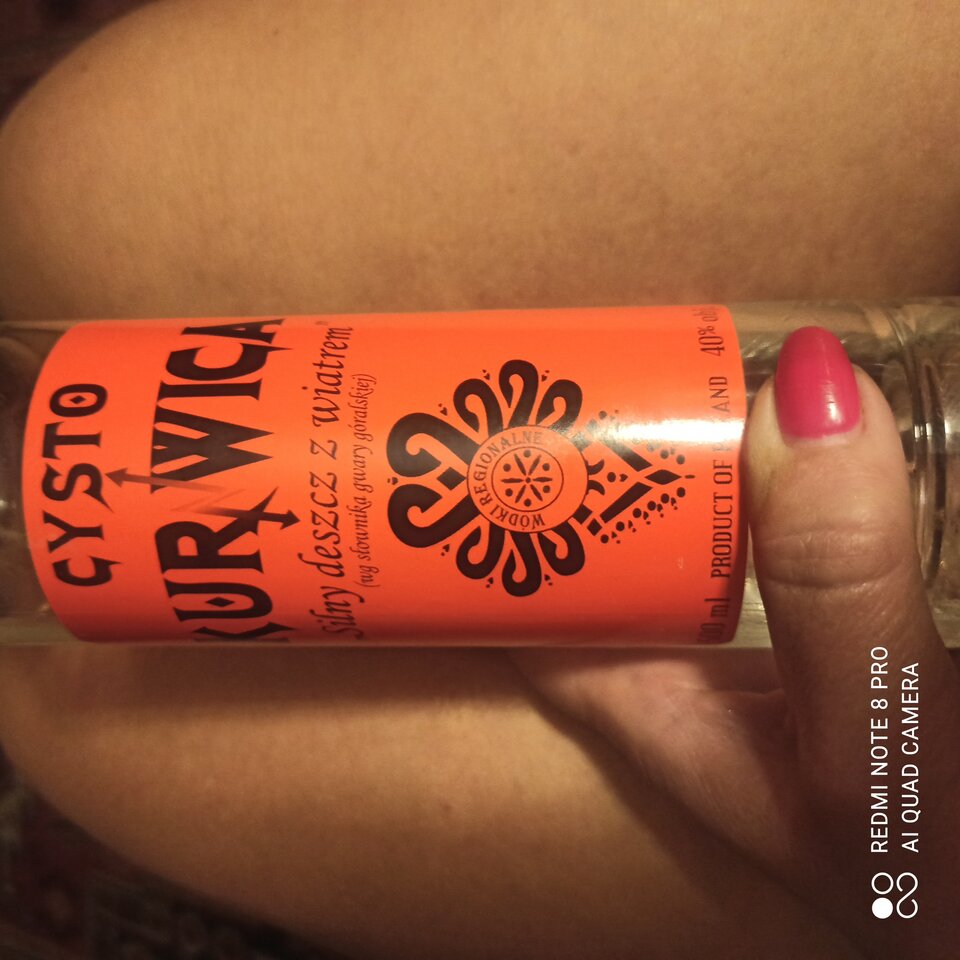 CYSTO
KURWICA
Silny deszcz z wiatrem®
(wg słownika gwary góralskiej)
WÓDKI REGIONALNE
ml PRODUCT OF 40%
REDMI NOTE 8 PRO
AI QUAD CAMERA